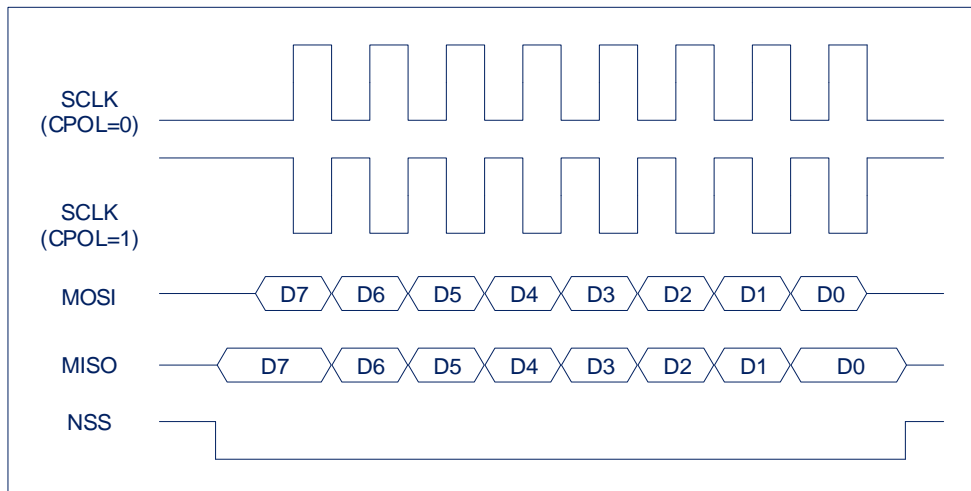 SCLK
(CPOL=0)
SCLK
(CPOL=1)
MOSI D7 D6 D5 D4 D3 D2 D1 D0
MISO D7 D6 D5 D4 D3 D2 D1 D0
NSS